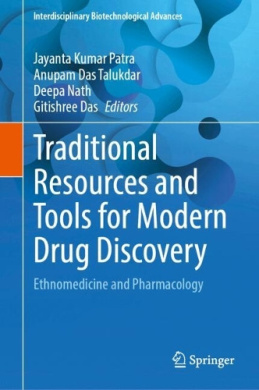 Interdisciplinary Biotechnological Advances
Jayanta Kumar Patra
Anupam Das Talukdar
Deepa Nath
Gitishree Das Editors
Traditional
Resources and
Tools for Modern
Drug Discovery
Ethnomedicine and Pharmacology
Springer